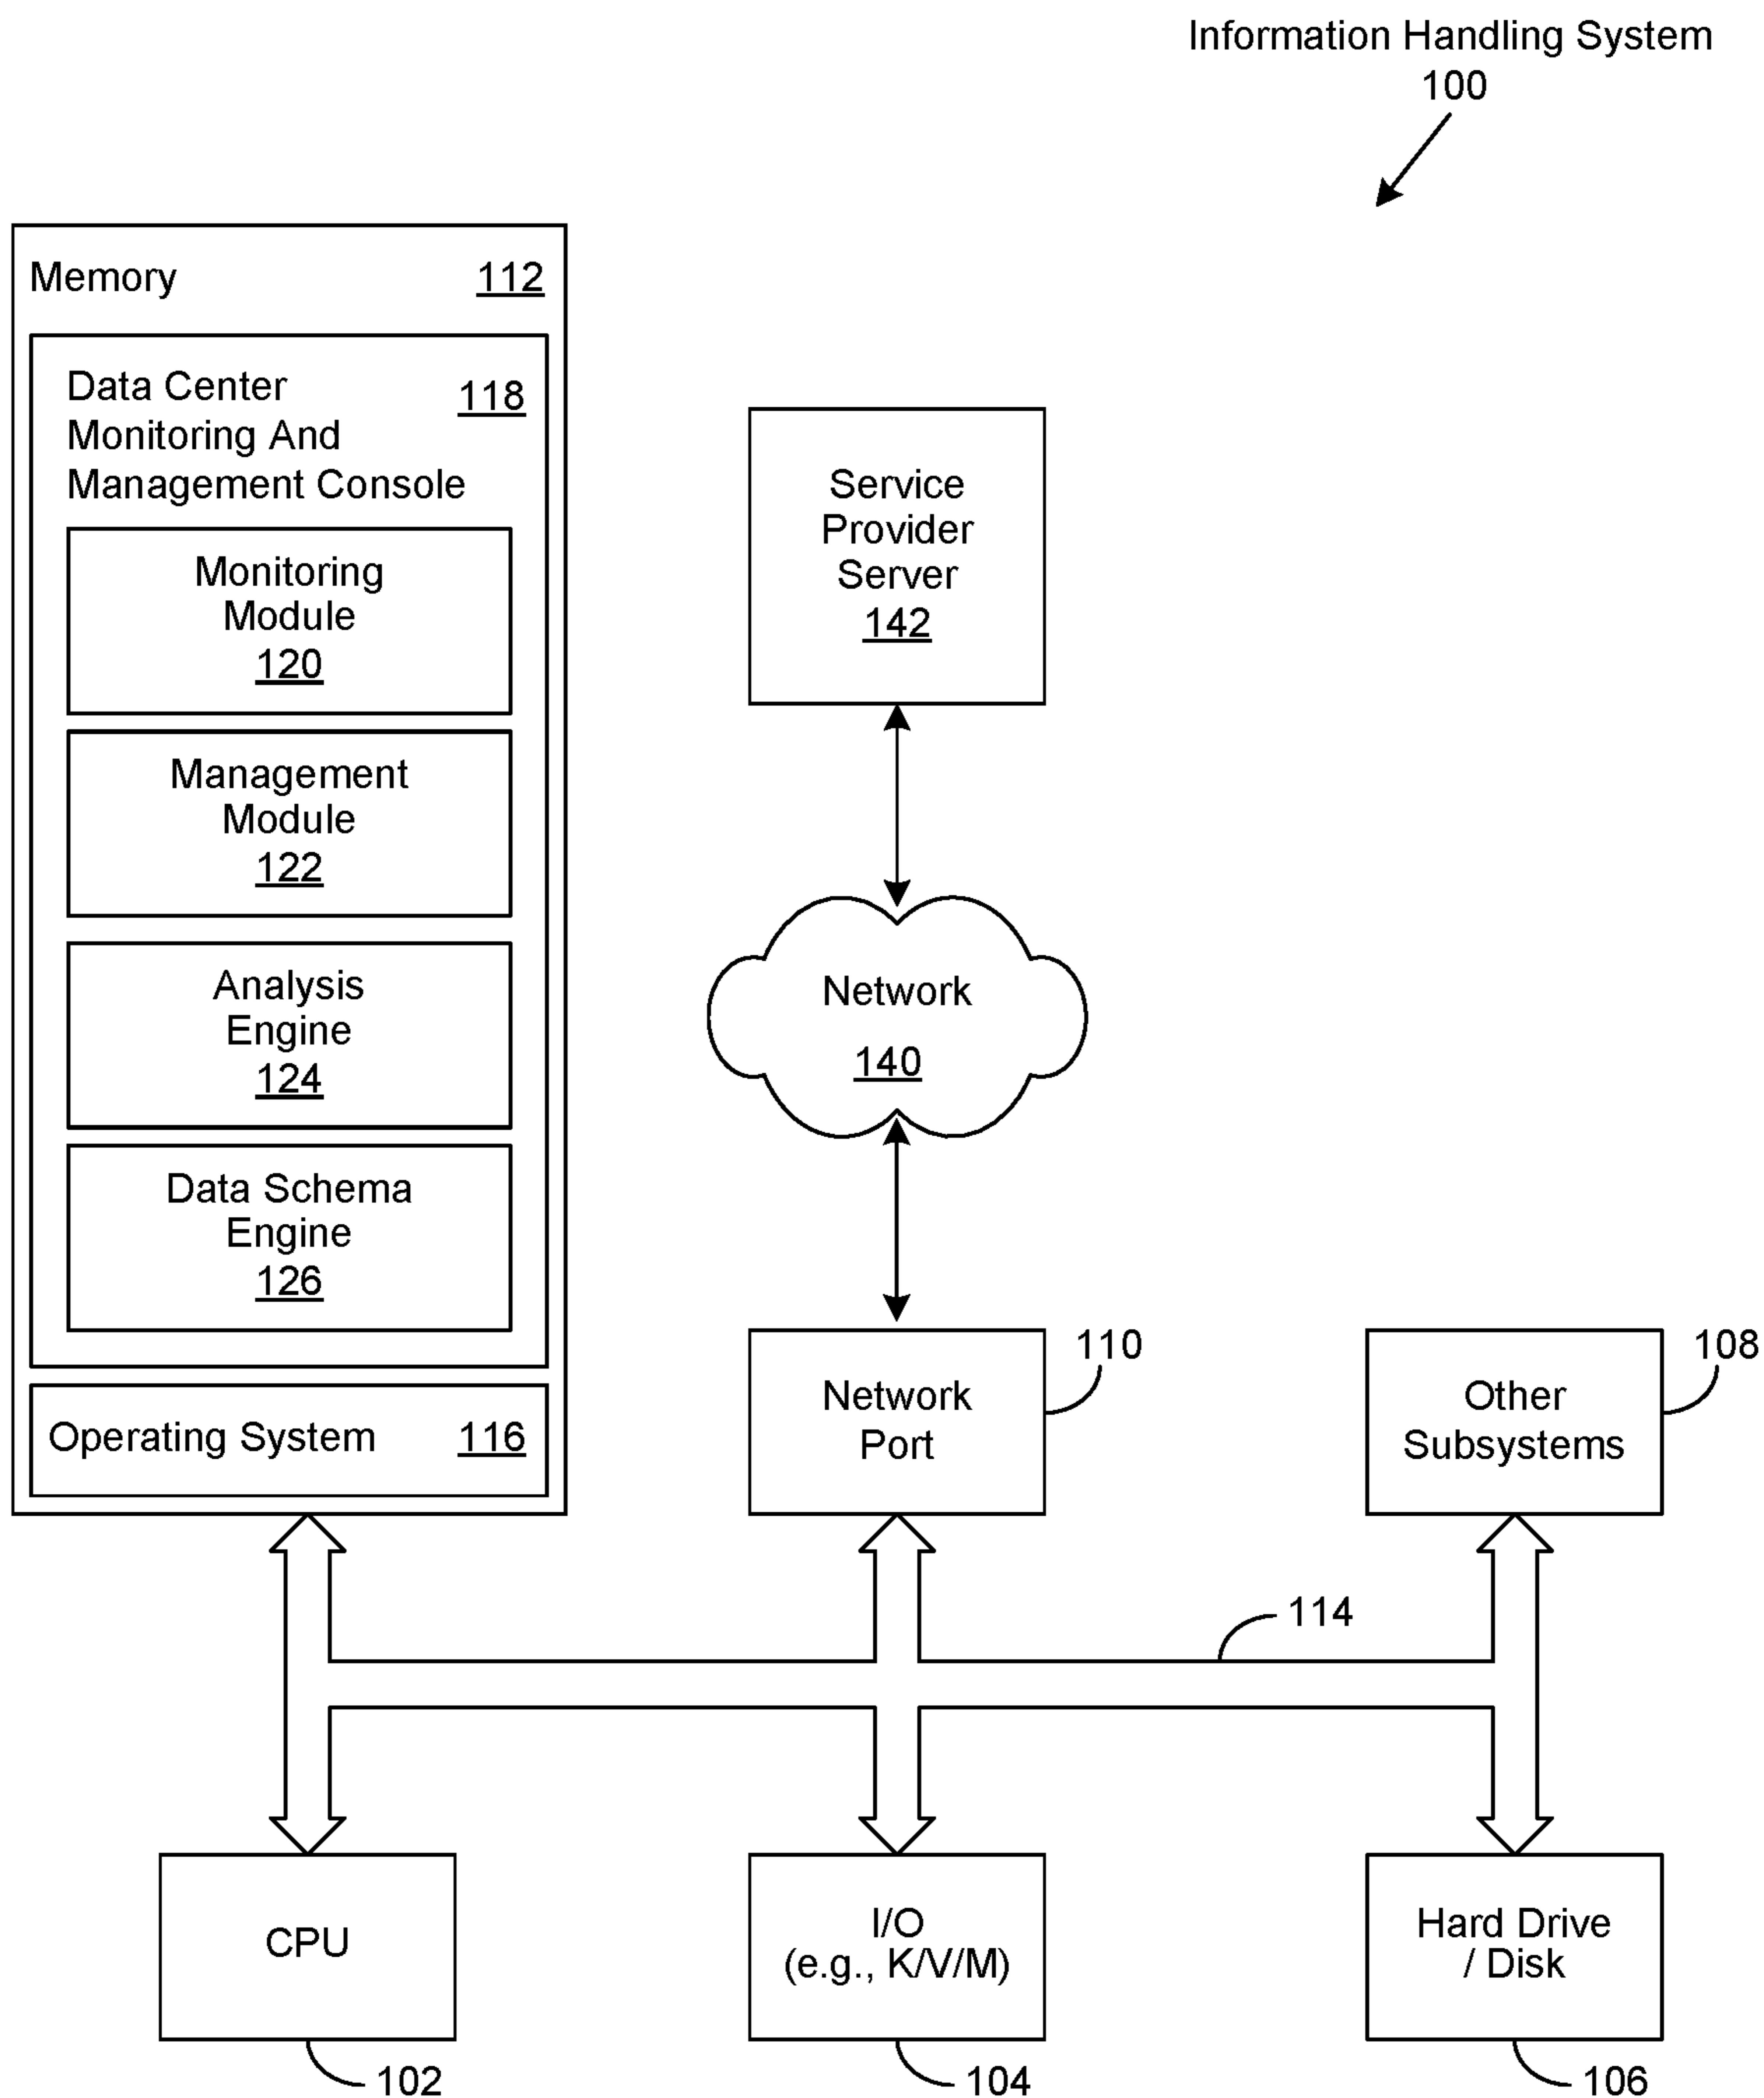 Information Handling System
100
Memory 112
Data Center 118
Monitoring And
Management Console
Monitoring
Module
120
Management
Module
122
Analysis
Engine
124
Data Schema
Engine
126
Operating System 116
Service
Provider
Server
142
Network
140
Network
Port
110
Other
Subsystems
108
114
CPU
102
I/O
(e.g., K/V/M)
104
Hard Drive
/ Disk
106